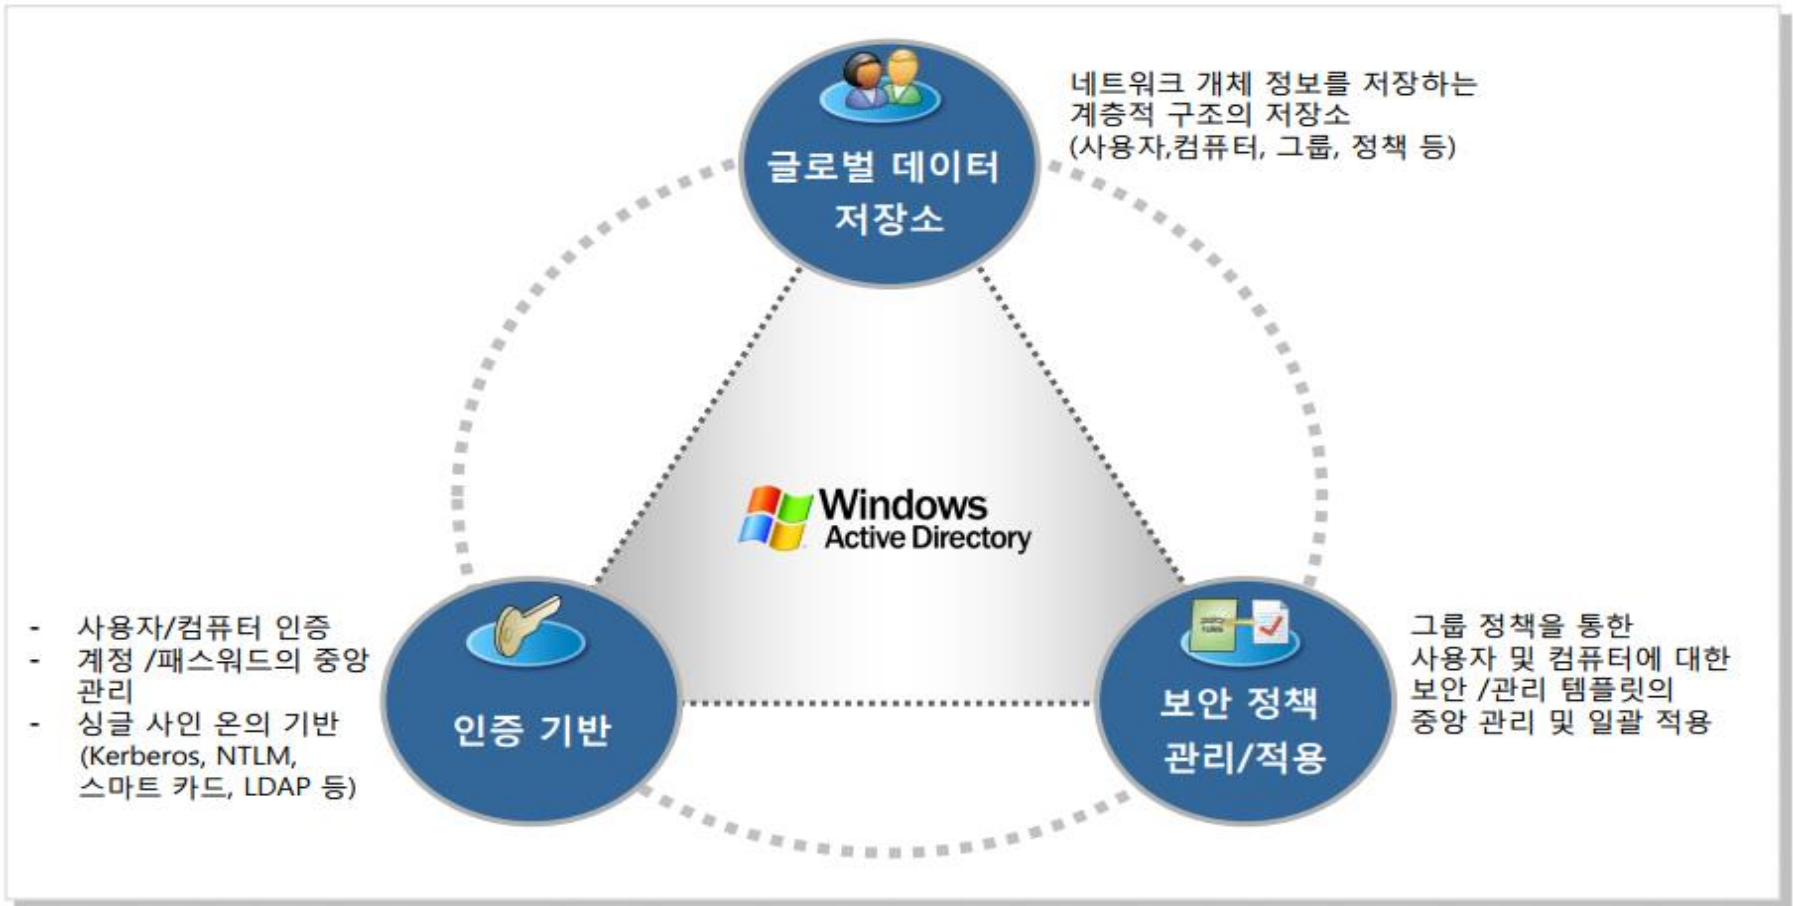 글로벌 데이터
저장소
네트워크 개체 정보를 저장하는
계층적 구조의 저장소
(사용자,컴퓨터, 그룹, 정책 등)
Windows
Active Directory
- 사용자/컴퓨터 인증
- 계정 /패스워드의 중앙
관리
- 싱글 사인 온의 기반
(Kerberos, NTLM,
스마트 카드, LDAP 등)
인증 기반
보안 정책
관리/적용
그룹 정책을 통한
사용자 및 컴퓨터에 대한
보안 /관리 템플릿의
중앙 관리 및 일괄 적용